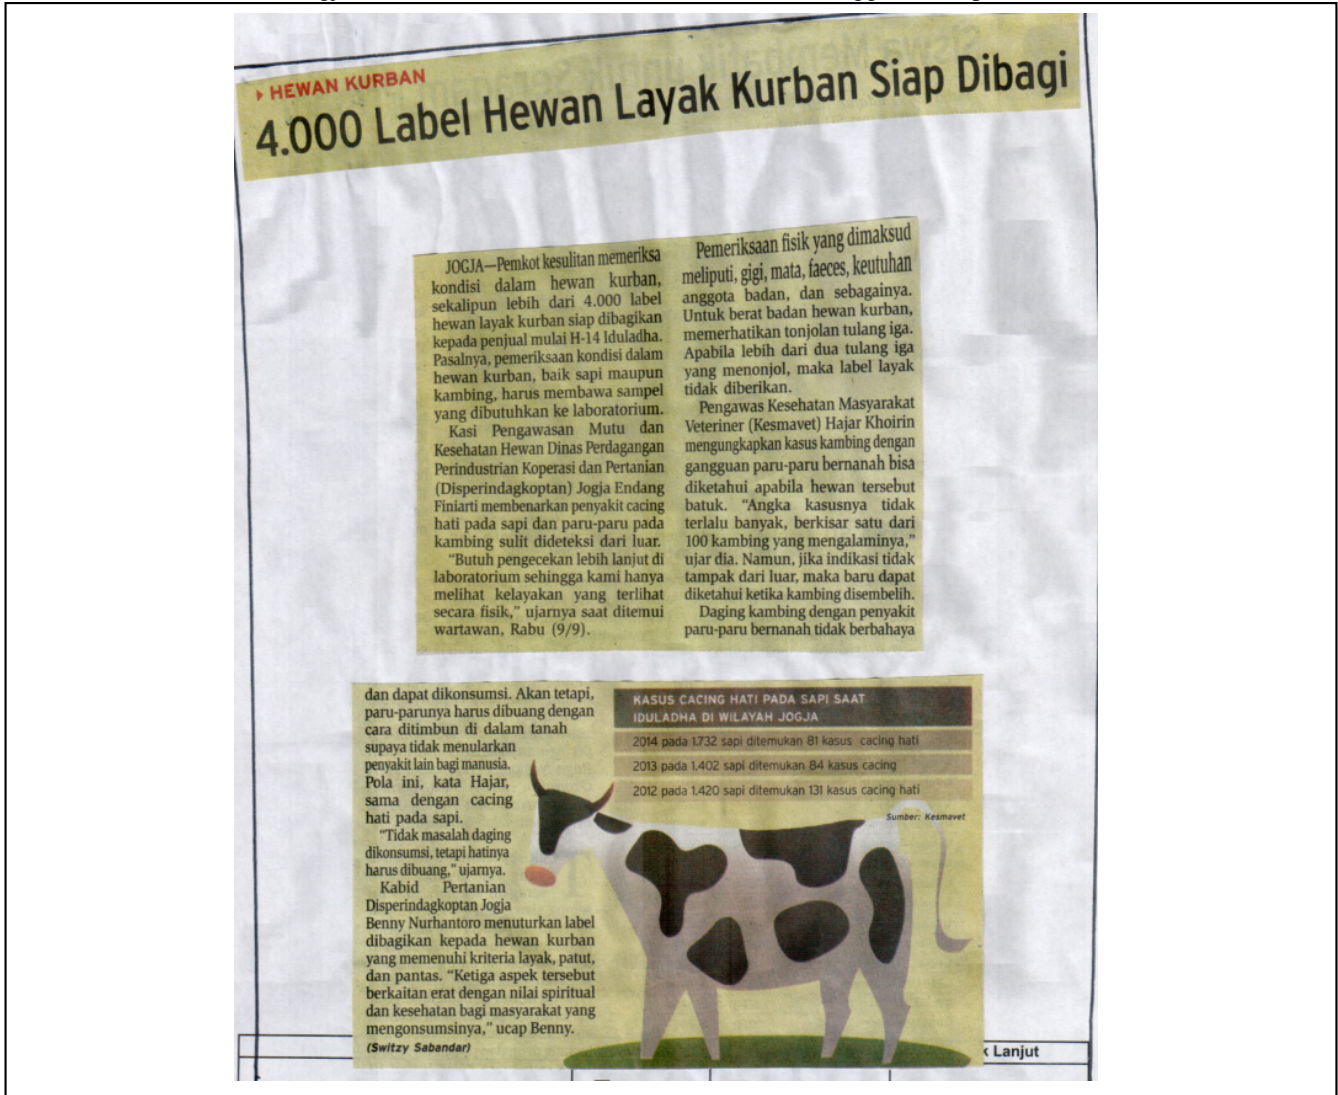 HEWAN KURBAN
4.000 Label Hewan Layak Kurban Siap Dibagi
JOGJA—Pemkot kesulitan memeriksa
kondisi dalam hewan kurban,
sekalipun lebih dari 4.000 label
hewan layak kurban siap dibagikan
kepada penjual mulai H-14 Iduladha.
Pasalnya, pemeriksaan kondisi dalam
hewan kurban, baik sapi maupun
kambing, harus membawa sampel
yang dibutuhkan ke laboratorium.
Kasi Pengawasan Mutu dan
Kesehatan Hewan Dinas Perdagangan
Perindustrian Koperasi dan Pertanian
(Disperindagkoptan) Jogja Endang
Finiarti membenarkan penyakit cacing
hati pada sapi dan paru-paru pada
kambing sulit dideteksi dari luar.
"Butuh pengecekan lebih lanjut di
laboratorium sehingga kami hanya
melihat kelayakan yang terlihat
secara fisik," ujarnya saat ditemui
wartawan, Rabu (9/9).
Pemeriksaan fisik yang dimaksud
meliputi, gigi, mata, faeces, keutuhan
anggota badan, dan sebagainya.
Untuk berat badan hewan kurban,
memerhatikan tonjolan tulang iga.
Apabila lebih dari dua tulang iga
yang menonjol, maka label layak
tidak diberikan.
Pengawas Kesehatan Masyarakat
Veteriner (Kesmavet) Hajar Khoirin
mengungkapkan kasus kambing dengan
gangguan paru-paru bernanah bisa
diketahui apabila hewan tersebut
batuk. "Angka kasusnya tidak
terlalu banyak, berkisar satu dari
100 kambing yang mengalaminya,"
ujar dia. Namun, jika indikasi tidak
tampak dari luar, maka baru dapat
diketahui ketika kambing disembelih.
Daging kambing dengan penyakit
paru-paru bernanah tidak berbahaya
dan dapat dikonsumsi. Akan tetapi,
paru-parunya harus dibuang dengan
cara ditimbun di dalam tanah
supaya tidak menularkan
penyakit lain bagi manusia.
Pola ini, kata Hajar,
sama dengan cacing
hati pada sapi.
"Tidak masalah daging
dikonsumsi, tetapi hatinya
harus dibuang," ujarnya.
Kabid Pertanian
Disperindagkoptan Jogja
Benny Nurhantoro menuturkan label
dibagikan kepada hewan kurban
yang memenuhi kriteria layak, patut,
dan pantas. "Ketiga aspek tersebut
berkaitan erat dengan nilai spiritual
dan kesehatan bagi masyarakat yang
mengonsumsinya," ucap Benny.
(Switzy Sabandar)
KASUS CACING HATI PADA SAPI SAAT
IDULADHA DI WILAYAH JOGJA
2014 pada 1.732 sapi ditemukan 81 kasus cacing hati
2013 pada 1.402 sapi ditemukan 84 kasus cacing
2012 pada 1.420 sapi ditemukan 131 kasus cacing hati
Sumber: Kesmavet
Lanjut